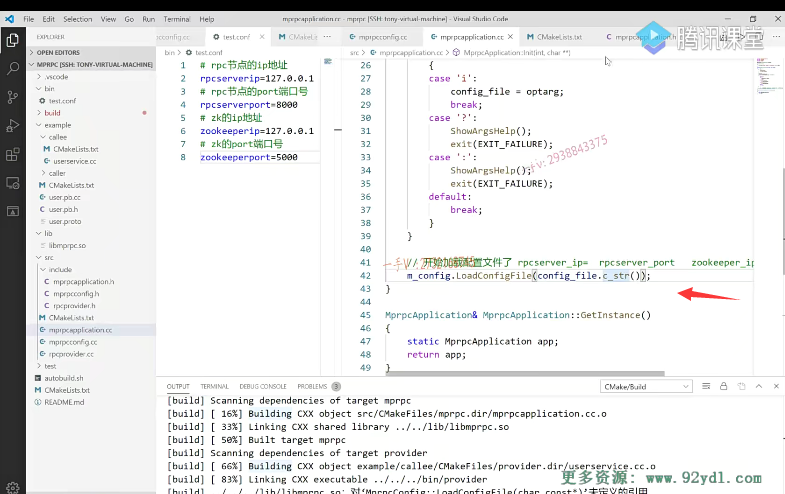 File Edit Selection View Go Run Terminal Help
mprpcapplication.cc - mprpc [SSH: tony-virtual-machine] - Visual Studio Code
EXPLORER
OPEN EDITORS
MPRPC [SSH: TONY-VIRTUAL-MACHINE]
.vscode
bin
test.conf
build
example
callee
CMakeLists.txt
userservice.cc
caller
CMakeLists.txt
user.pb.cc
user.pb.h
user.proto
lib
libmprpc.so
src
include
mprpcapplication.h
mprpcconfig.h
rpcprovider.h
CMakeLists.txt
mprpcapplication.cc
mprpcconfig.cc
rpcprovider.cc
test
autobuild.sh
CMakeLists.txt
README.md
test.conf
bin > test.conf
1 # rpc节点的ip地址
2 rpcserverip=127.0.0.1
3 # rpc节点的port端口号
4 rpcserverport=8000
5 # zk的ip地址
6 zookeeperip=127.0.0.1
7 # zk的port端口号
8 zookeeperport=5000
mprpcconfig.cc mprpcapplication.cc CMakeLists.txt mprpcapplication.h
腾讯课堂
src > mprpcapplication.cc > MprpcApplication::Init(int, char **)
26 {
27 case 'i':
28 config_file = optarg;
29 break;
30 case '?':
31 ShowArgsHelp();
32 exit(EXIT_FAILURE);
33 case ':':
34 ShowArgsHelp();
35 exit(EXIT_FAILURE);
37 default:
38 break;
38 }
39 }
40
41 // 开始加载配置文件了 rpcserver_ip= rpcserver_port zookeeper_ip
42 m_config.LoadConfigFile(config_file.c_str());
43 }
44
45 MprpcApplication& MprpcApplication::GetInstance()
46 {
47 static MprpcApplication app;
48 return app;
49 }
OUTPUT TERMINAL DEBUG CONSOLE PROBLEMS 3
CMake/Build
[build] Scanning dependencies of target mprpc
[build] [ 16%] Building CXX object src/CMakeFiles/mprpc.dir/mprpcapplication.cc.o
[build] [ 33%] Linking CXX shared library ../../lib/libmprpc.so
[build] [ 50%] Built target mprpc
[build] Scanning dependencies of target provider
[build] [ 66%] Building CXX object example/callee/CMakeFiles/provider.dir/userservice.cc.o
[build] [ 83%] Linking CXX executable ../../../bin/provider
[build] ../../../lib/libmprpc.so：对‘MprpcConfig::LoadConfigFile(char const*)’未定义的引用
更多资源: www.92ydl.com